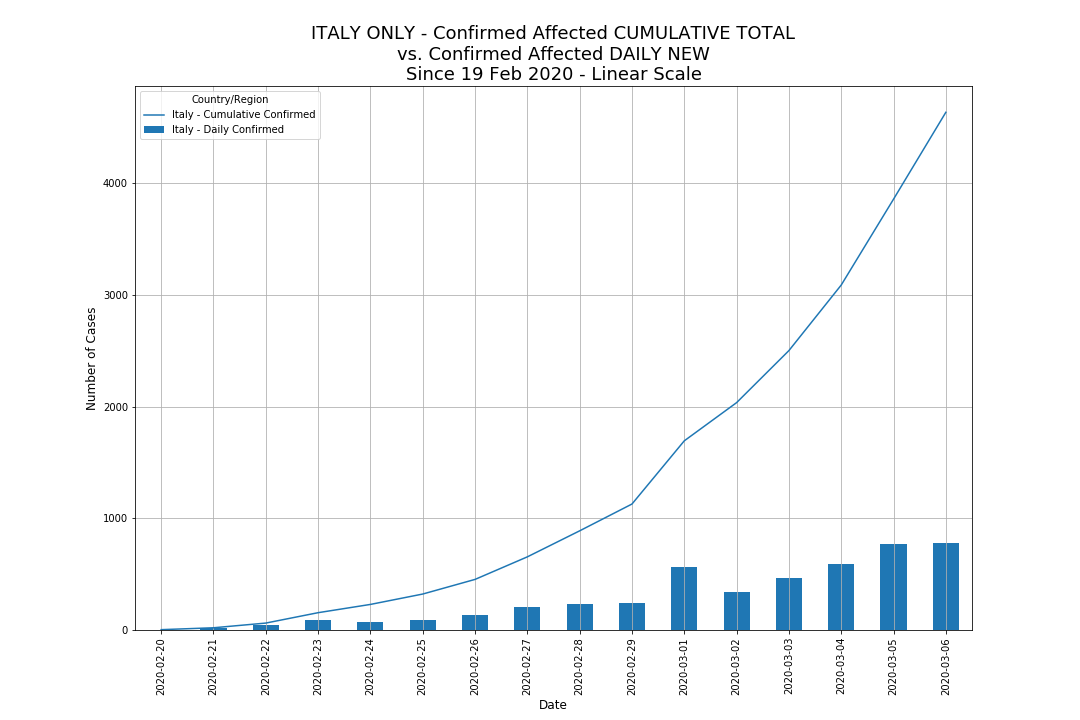 ITALY ONLY - Confirmed Affected CUMULATIVE TOTAL
vs. Confirmed Affected DAILY NEW
Since 19 Feb 2020 - Linear Scale
Country/Region
Italy - Cumulative Confirmed
Italy - Daily Confirmed
Number of Cases
4000
3000
2000
1000
0
2020-02-20
2020-02-21
2020-02-22
2020-02-23
2020-02-24
2020-02-25
2020-02-26
2020-02-27
2020-02-28
2020-02-29
2020-03-01
2020-03-02
2020-03-03
2020-03-04
2020-03-05
2020-03-06
Date